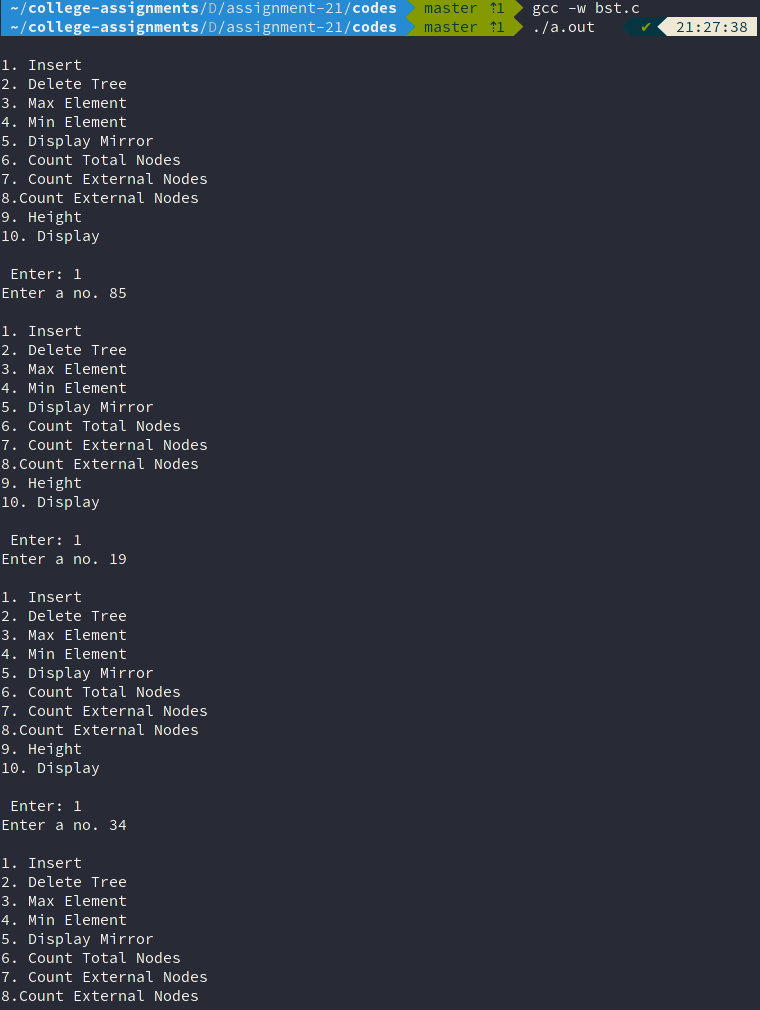 ~/college-assignments/D/assignment-21/codes master ⇡1 gcc -w bst.c
~/college-assignments/D/assignment-21/codes master ⇡1 ./a.out ✔ 21:27:38
1. Insert
2. Delete Tree
3. Max Element
4. Min Element
5. Display Mirror
6. Count Total Nodes
7. Count External Nodes
8.Count External Nodes
9. Height
10. Display
Enter: 1
Enter a no. 85
1. Insert
2. Delete Tree
3. Max Element
4. Min Element
5. Display Mirror
6. Count Total Nodes
7. Count External Nodes
8.Count External Nodes
9. Height
10. Display
Enter: 1
Enter a no. 19
1. Insert
2. Delete Tree
3. Max Element
4. Min Element
5. Display Mirror
6. Count Total Nodes
7. Count External Nodes
8.Count External Nodes
9. Height
10. Display
Enter: 1
Enter a no. 34
1. Insert
2. Delete Tree
3. Max Element
4. Min Element
5. Display Mirror
6. Count Total Nodes
7. Count External Nodes
8.Count External Nodes